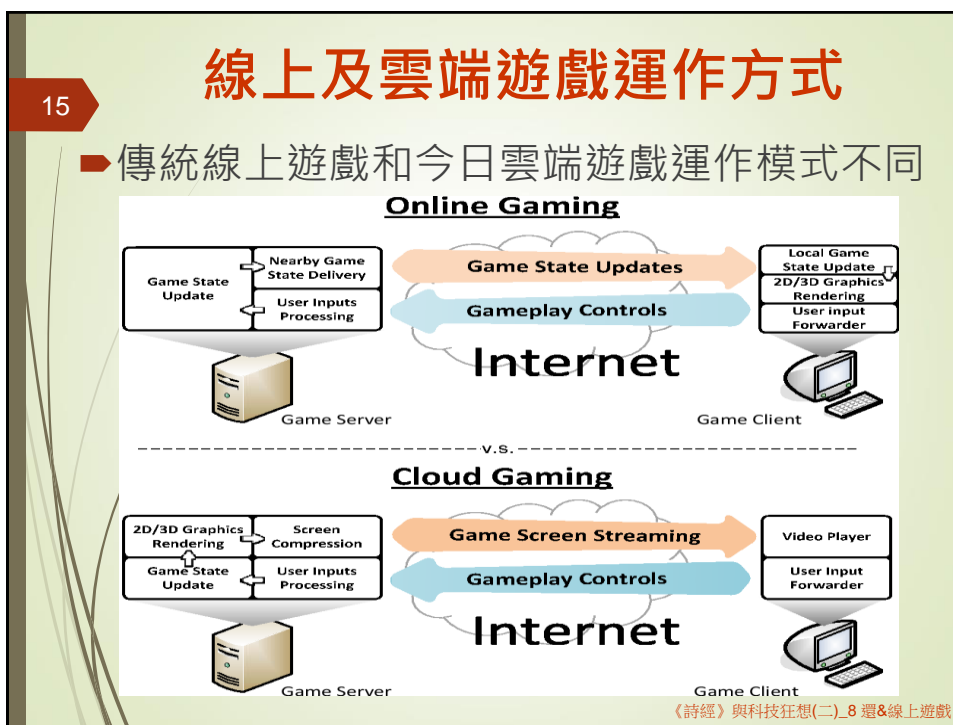 線上及雲端遊戲運作方式
15
傳統線上遊戲和今日雲端遊戲運作模式不同
Online Gaming
Game State
Update
Nearby Game
State Delivery
User Inputs
Processing
Game State Updates
Gameplay Controls
Internet
Local Game
State Update
2D/3D Graphics
Rendering
User input
Forwarder
Game Server
Game Client
v.s.
Cloud Gaming
2D/3D Graphics
Rendering
Screen
Compression
Game State
Update
User Inputs
Processing
Game Screen Streaming
Gameplay Controls
Internet
Video Player
User Input
Forwarder
Game Server
Game Client
《詩經》與科技狂想(二)_8 還&線上遊戲